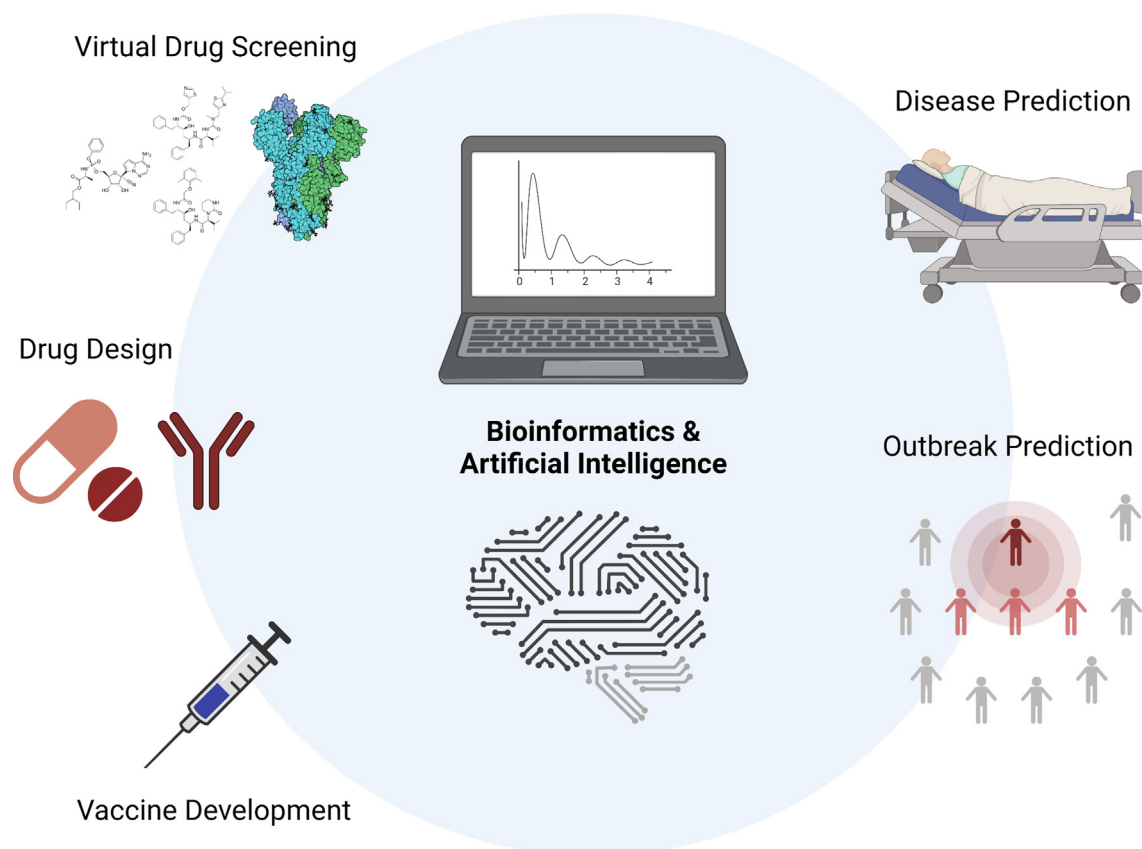 Virtual Drug Screening
Disease Prediction
0 1 2 3 4
Drug Design
Bioinformatics &
Artificial Intelligence
Outbreak Prediction
Vaccine Development